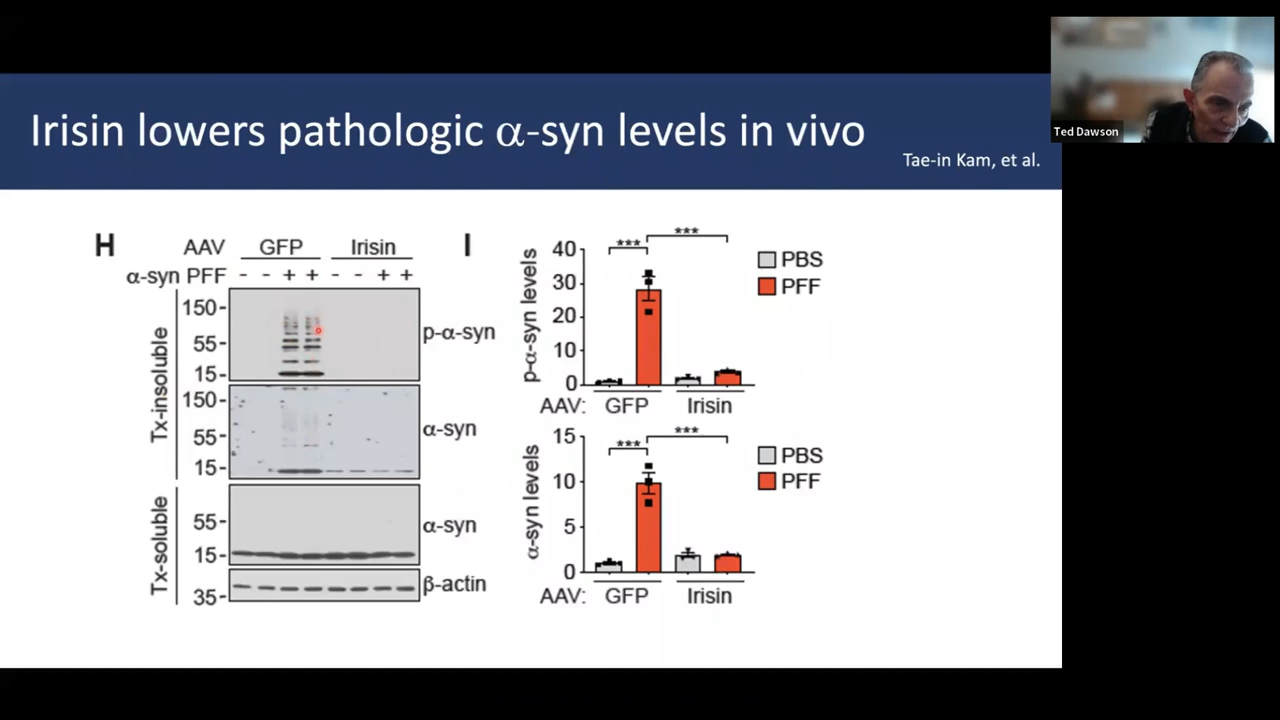 Irisin lowers pathologic α-syn levels in vivo
Tae-in Kam, et al.
Ted Dawson
H
AAV GFP Irisin
α-syn PFF - - + + - - + +
Tx-insoluble
150-
55-
15-
p-α-syn
150-
55-
15-
α-syn
Tx-soluble
55-
15-
α-syn
35-
β-actin
I
p-α-syn levels
40
30
20
10
0
*** ***
PBS
PFF
AAV: GFP Irisin
α-syn levels
15
10
5
0
*** ***
PBS
PFF
AAV: GFP Irisin